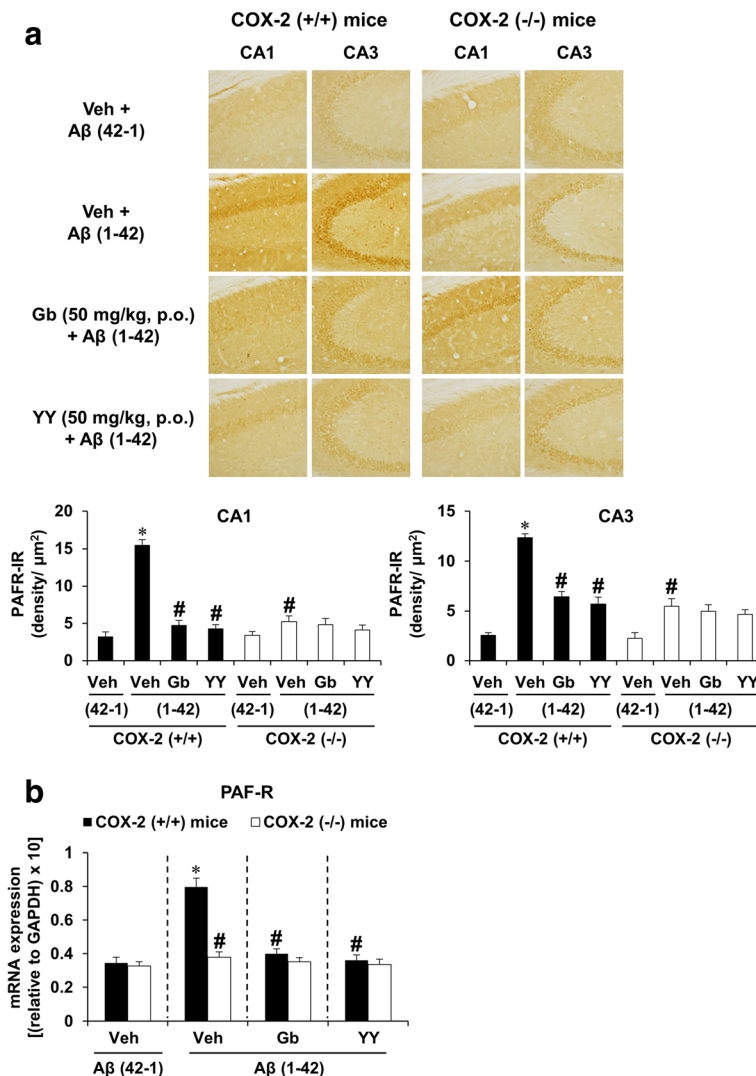 a
COX-2 (+/+) mice COX-2 (-/-) mice
CA1 CA3 CA1 CA3
Veh +
Aβ (42-1)
Veh +
Aβ (1-42)
Gb (50 mg/kg, p.o.)
+ Aβ (1-42)
YY (50 mg/kg, p.o.)
+ Aβ (1-42)
CA1
PAFR-IR
(density/ µm²)
20
15
10
5
0
*
# # #
Veh Veh Gb YY Veh Veh Gb YY
(42-1) (1-42) (42-1) (1-42)
COX-2 (+/+) COX-2 (-/-)
CA3
PAFR-IR
(density/ µm²)
15
10
5
0
*
# # #
Veh Veh Gb YY Veh Veh Gb YY
(42-1) (1-42) (42-1) (1-42)
COX-2 (+/+) COX-2 (-/-)
b
PAF-R
COX-2 (+/+) mice COX-2 (-/-) mice
mRNA expression
[(relative to GAPDH) x 10]
1
0.8
0.6
0.4
0.2
0
*
# # #
Veh Veh Gb YY
Aβ (42-1) Aβ (1-42)